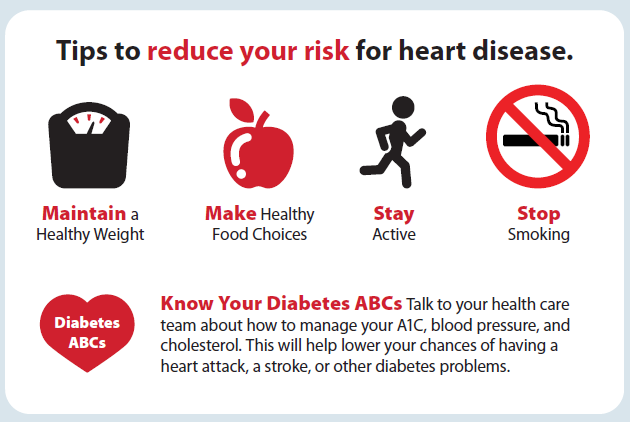 Tips to reduce your risk for heart disease.
Maintain a
Healthy Weight
Make Healthy
Food Choices
Stay
Active
Stop
Smoking
Diabetes
ABCs
Know Your Diabetes ABCs Talk to your health care
team about how to manage your A1C, blood pressure, and
cholesterol. This will help lower your chances of having a
heart attack, a stroke, or other diabetes problems.